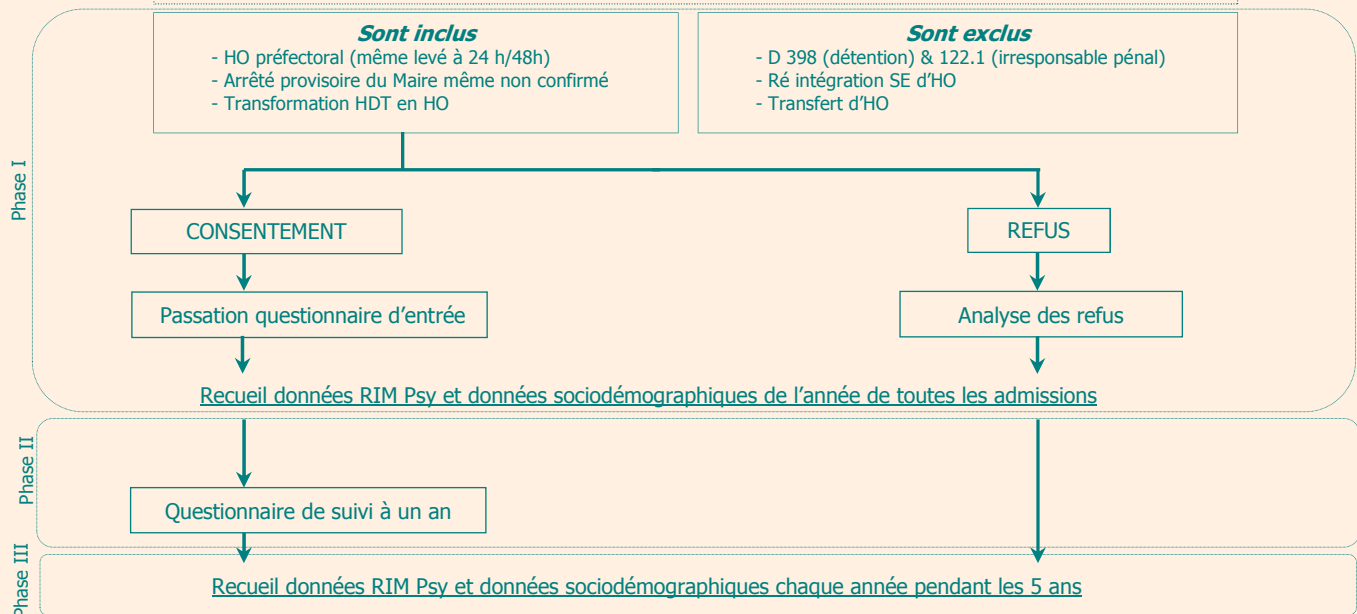 Sont inclus
- HO préfectoral (même levé à 24 h/48h)
- Arrêté provisoire du Maire même non confirmé
- Transformation HDT en HO
Sont exclus
- D 398 (détention) & 122.1 (irresponsable pénal)
- Ré intégration SE d'HO
- Transfert d'HO
Phase I
CONSENTEMENT
REFUS
Passation questionnaire d'entrée
Analyse des refus
Recueil données RIM Psy et données sociodémographiques de l'année de toutes les admissions
Phase II
Questionnaire de suivi à un an
Phase III
Recueil données RIM Psy et données sociodémographiques chaque année pendant les 5 ans